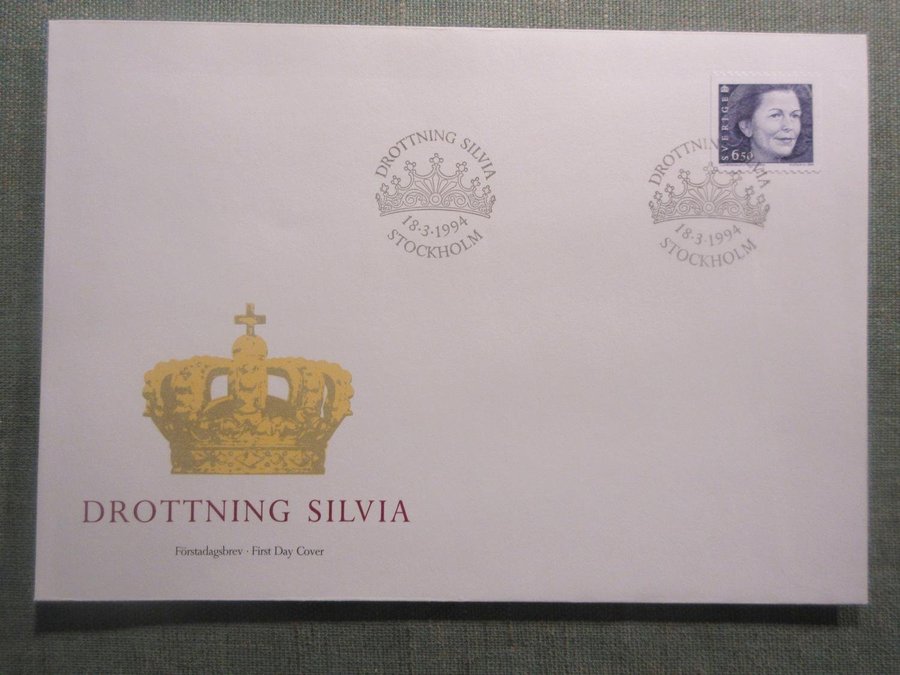 DROTTNING SILVIA
18·3·1994
STOCKHOLM
SVERIGE
6.50
DROTTNING SILVIA
18·3·1994
STOCKHOLM
DROTTNING SILVIA
Förstadagsbrev · First Day Cover